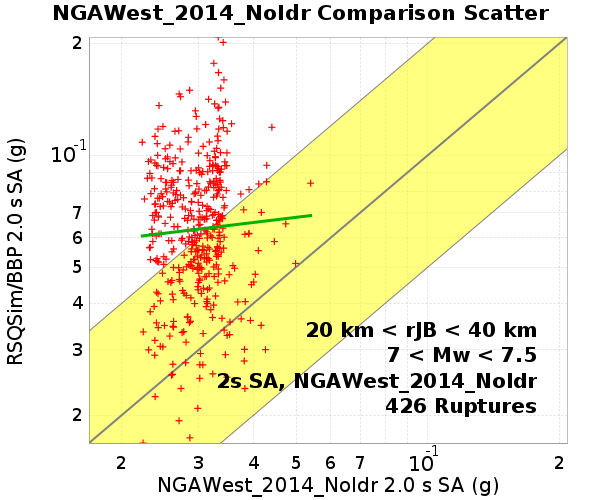 NGAWest_2014_NoIdr Comparison Scatter
2
10-1
7
6
5
4
3
2
RSQSim/BBP 2.0 s SA (g)
20 km < rJB < 40 km
7 < Mw < 7.5
2s SA, NGAWest_2014_NoIdr
426 Ruptures
2 3 4 5 6 7 10-1 2
NGAWest_2014_NoIdr 2.0 s SA (g)